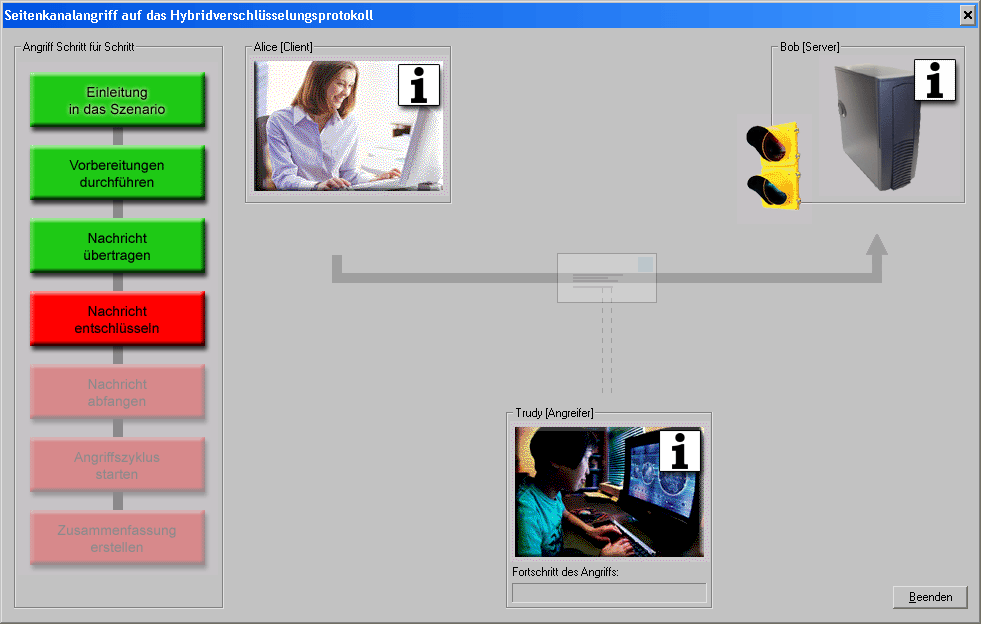 Seitenkanalangriff auf das Hybridverschlüsselungsprotokoll
Angriff Schritt für Schritt
Einleitung
in das Szenario
Vorbereitungen
durchführen
Nachricht
übertragen
Nachricht
entschlüsseln
Nachricht
abfangen
Angriffszyklus
starten
Zusammenfassung
erstellen
Alice [Client]
i
Bob [Server]
i
Trudy [Angreifer]
i
Fortschritt des Angriffs:
Beenden